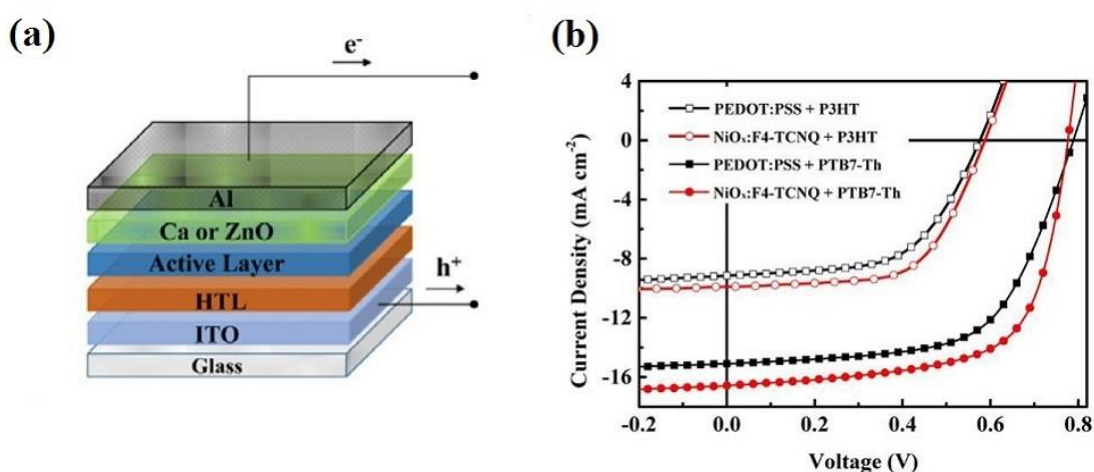 (a)
e-
Al
Ca or ZnO
Active Layer
h+
HTL
ITO
Glass
(b)
4
0
-4
-8
-12
-16
Current Density (mA cm-2)
PEDOT:PSS + P3HT
NiOx:F4-TCNQ + P3HT
PEDOT:PSS + PTB7-Th
NiOx:F4-TCNQ + PTB7-Th
-0.2 0.0 0.2 0.4 0.6 0.8
Voltage (V)